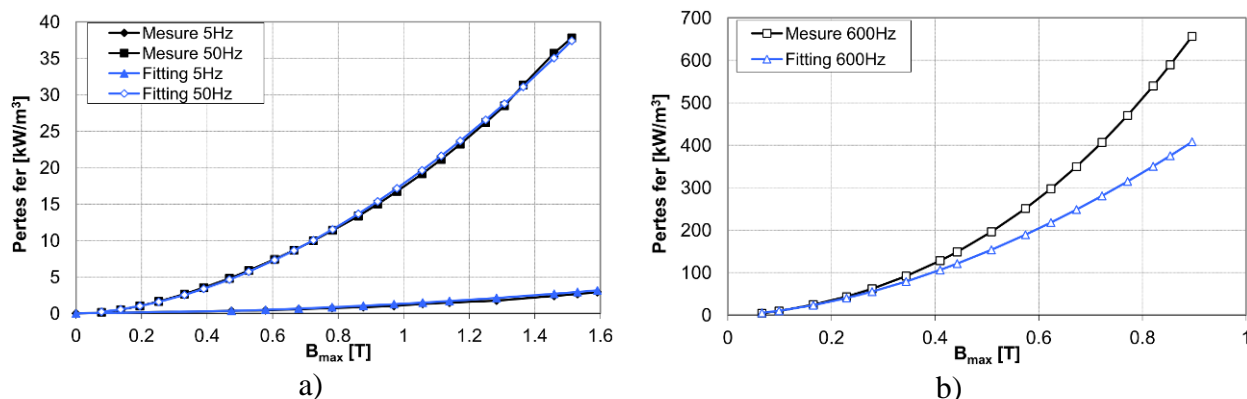 Pertes fer [kW/m³]
40
35
30
25
20
15
10
5
0
Mesure 5Hz
Mesure 50Hz
Fitting 5Hz
Fitting 50Hz
0 0.2 0.4 0.6 0.8 1 1.2 1.4 1.6
Bmax [T]
a)
Pertes fer [kW/m³]
700
600
500
400
300
200
100
0
Mesure 600Hz
Fitting 600Hz
0 0.2 0.4 0.6 0.8 1
Bmax [T]
b)